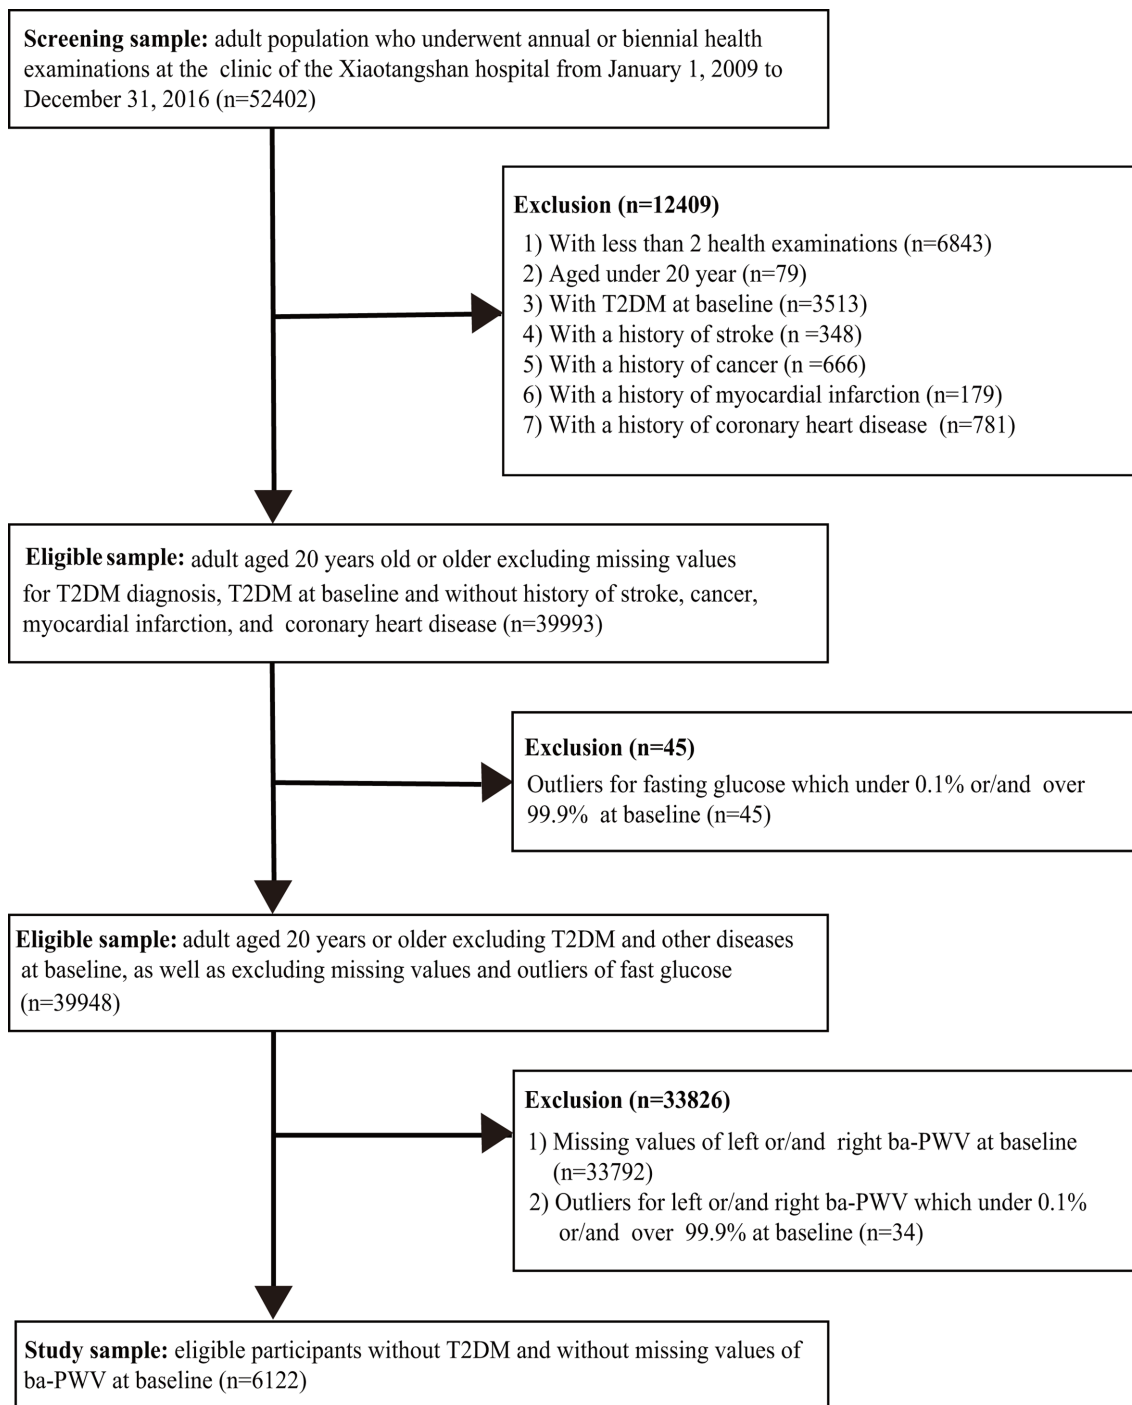 Screening sample: adult population who underwent annual or biennial health
examinations at the clinic of the Xiaotangshan hospital from January 1, 2009 to
December 31, 2016 (n=52402)
Exclusion (n=12409)
1) With less than 2 health examinations (n=6843)
2) Aged under 20 year (n=79)
3) With T2DM at baseline (n=3513)
4) With a history of stroke (n =348)
5) With a history of cancer (n =666)
6) With a history of myocardial infarction (n=179)
7) With a history of coronary heart disease (n=781)
Eligible sample: adult aged 20 years old or older excluding missing values
for T2DM diagnosis, T2DM at baseline and without history of stroke, cancer,
myocardial infarction, and coronary heart disease (n=39993)
Exclusion (n=45)
Outliers for fasting glucose which under 0.1% or/and over
99.9% at baseline (n=45)
Eligible sample: adult aged 20 years or older excluding T2DM and other diseases
at baseline, as well as excluding missing values and outliers of fast glucose
(n=39948)
Exclusion (n=33826)
1) Missing values of left or/and right ba-PWV at baseline
(n=33792)
2) Outliers for left or/and right ba-PWV which under 0.1%
or/and over 99.9% at baseline (n=34)
Study sample: eligible participants without T2DM and without missing values of
ba-PWV at baseline (n=6122)